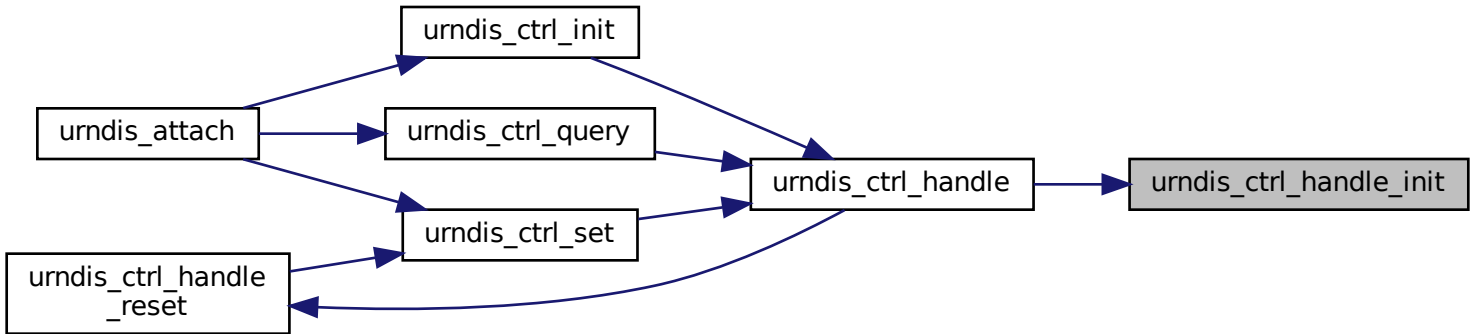 urndis_ctrl_init
urndis_attach
urndis_ctrl_query
urndis_ctrl_handle
urndis_ctrl_handle_init
urndis_ctrl_set
urndis_ctrl_handle
_reset